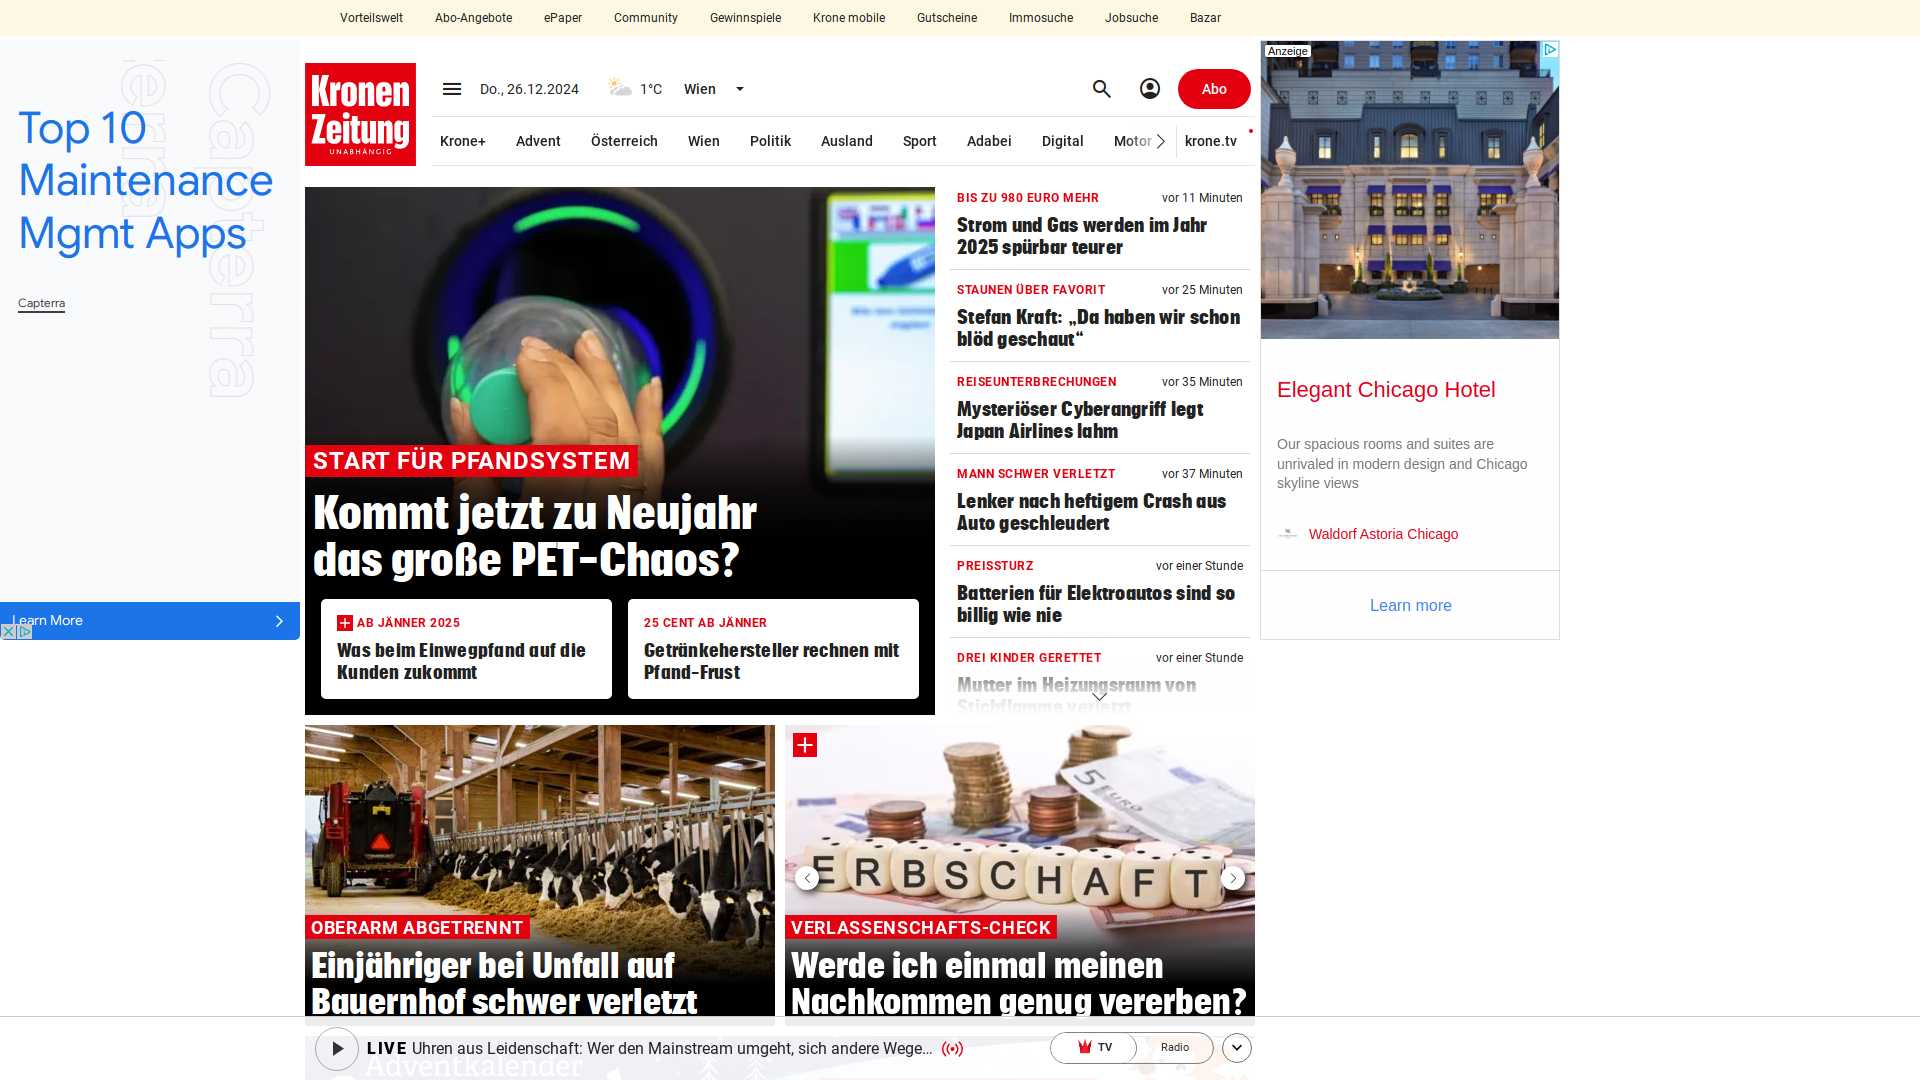 Vorteilswelt
Abo-Angebote
ePaper
Community
Gewinnspiele
Krone mobile
Gutscheine
Immosuche
Jobsuche
Bazar
Top 10
Maintenance
Mgmt Apps
Capterra
Capterra
Learn More
Kronen
Zeitung
UNABHÄNGIG
Do., 26.12.2024
1°C
Wien
Abo
Krone+
Advent
Österreich
Wien
Politik
Ausland
Sport
Adabei
Digital
Motor
krone.tv
START FÜR PFANDSYSTEM
Kommt jetzt zu Neujahr
das große PET-Chaos?
AB JÄNNER 2025
Was beim Einwegpfand auf die
Kunden zukommt
25 CENT AB JÄNNER
Getränkehersteller rechnen mit
Pfand-Frust
BIS ZU 980 EURO MEHR
vor 11 Minuten
Strom und Gas werden im Jahr
2025 spürbar teurer
STAUNEN ÜBER FAVORIT
vor 25 Minuten
Stefan Kraft: „Da haben wir schon
blöd geschaut“
REISEUNTERBRECHUNGEN
vor 35 Minuten
Mysteriöser Cyberangriff legt
Japan Airlines lahm
MANN SCHWER VERLETZT
vor 37 Minuten
Lenker nach heftigem Crash aus
Auto geschleudert
PREISSTURZ
vor einer Stunde
Batterien für Elektroautos sind so
billig wie nie
DREI KINDER GERETTET
vor einer Stunde
Mutter im Heizungsraum von
Stichflamme verletzt
Anzeige
Elegant Chicago Hotel
Our spacious rooms and suites are
unrivaled in modern design and Chicago
skyline views
Waldorf Astoria Chicago
Learn more
OBERARM ABGETRENNT
Einjähriger bei Unfall auf
Bauernhof schwer verletzt
5 EURO
ERBSCHAFT
VERLASSENSCHAFTS-CHECK
Werde ich einmal meinen
Nachkommen genug vererben?
LIVE Uhren aus Leidenschaft: Wer den Mainstream umgeht, sich andere Wege...
TV
Radio
Adventkalender